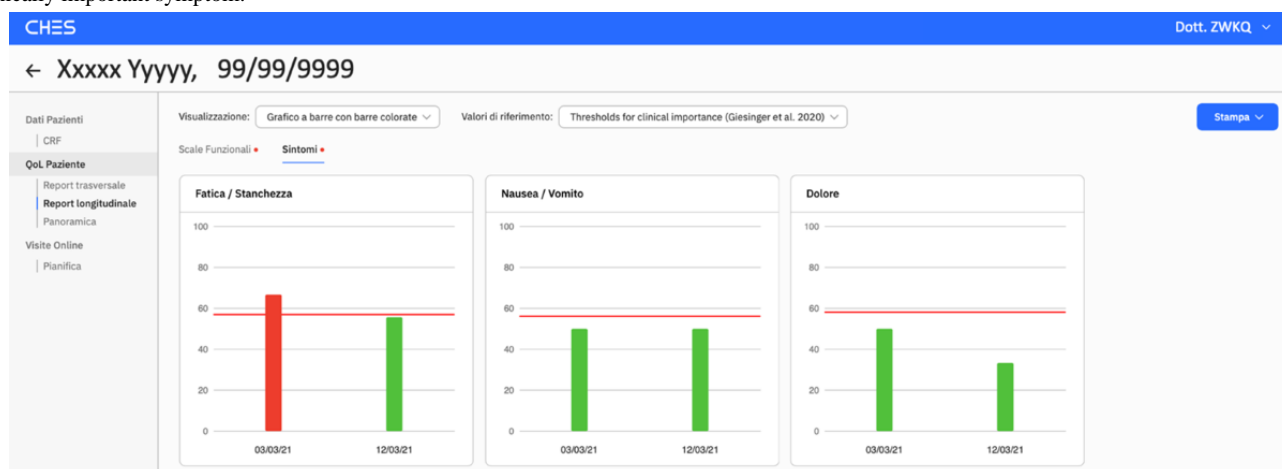 important symptom.
CHES
Dott. ZWKQ
← Xxxxx Yyyyy, 99/99/9999
Dati Pazienti
CRF
QoL Paziente
Report trasversale
Report longitudinale
Panoramica
Visite Online
Pianifica
Visualizzazione: Grafico a barre con barre colorate Valori di riferimento: Thresholds for clinical importance (Giesinger et al. 2020)
Stampa
Scale Funzionali • Sintomi •
Fatica / Stanchezza
100
80
60
40
20
0
03/03/21 12/03/21
Nausea / Vomito
100
80
60
40
20
0
03/03/21 12/03/21
Dolore
100
80
60
40
20
0
03/03/21 12/03/21